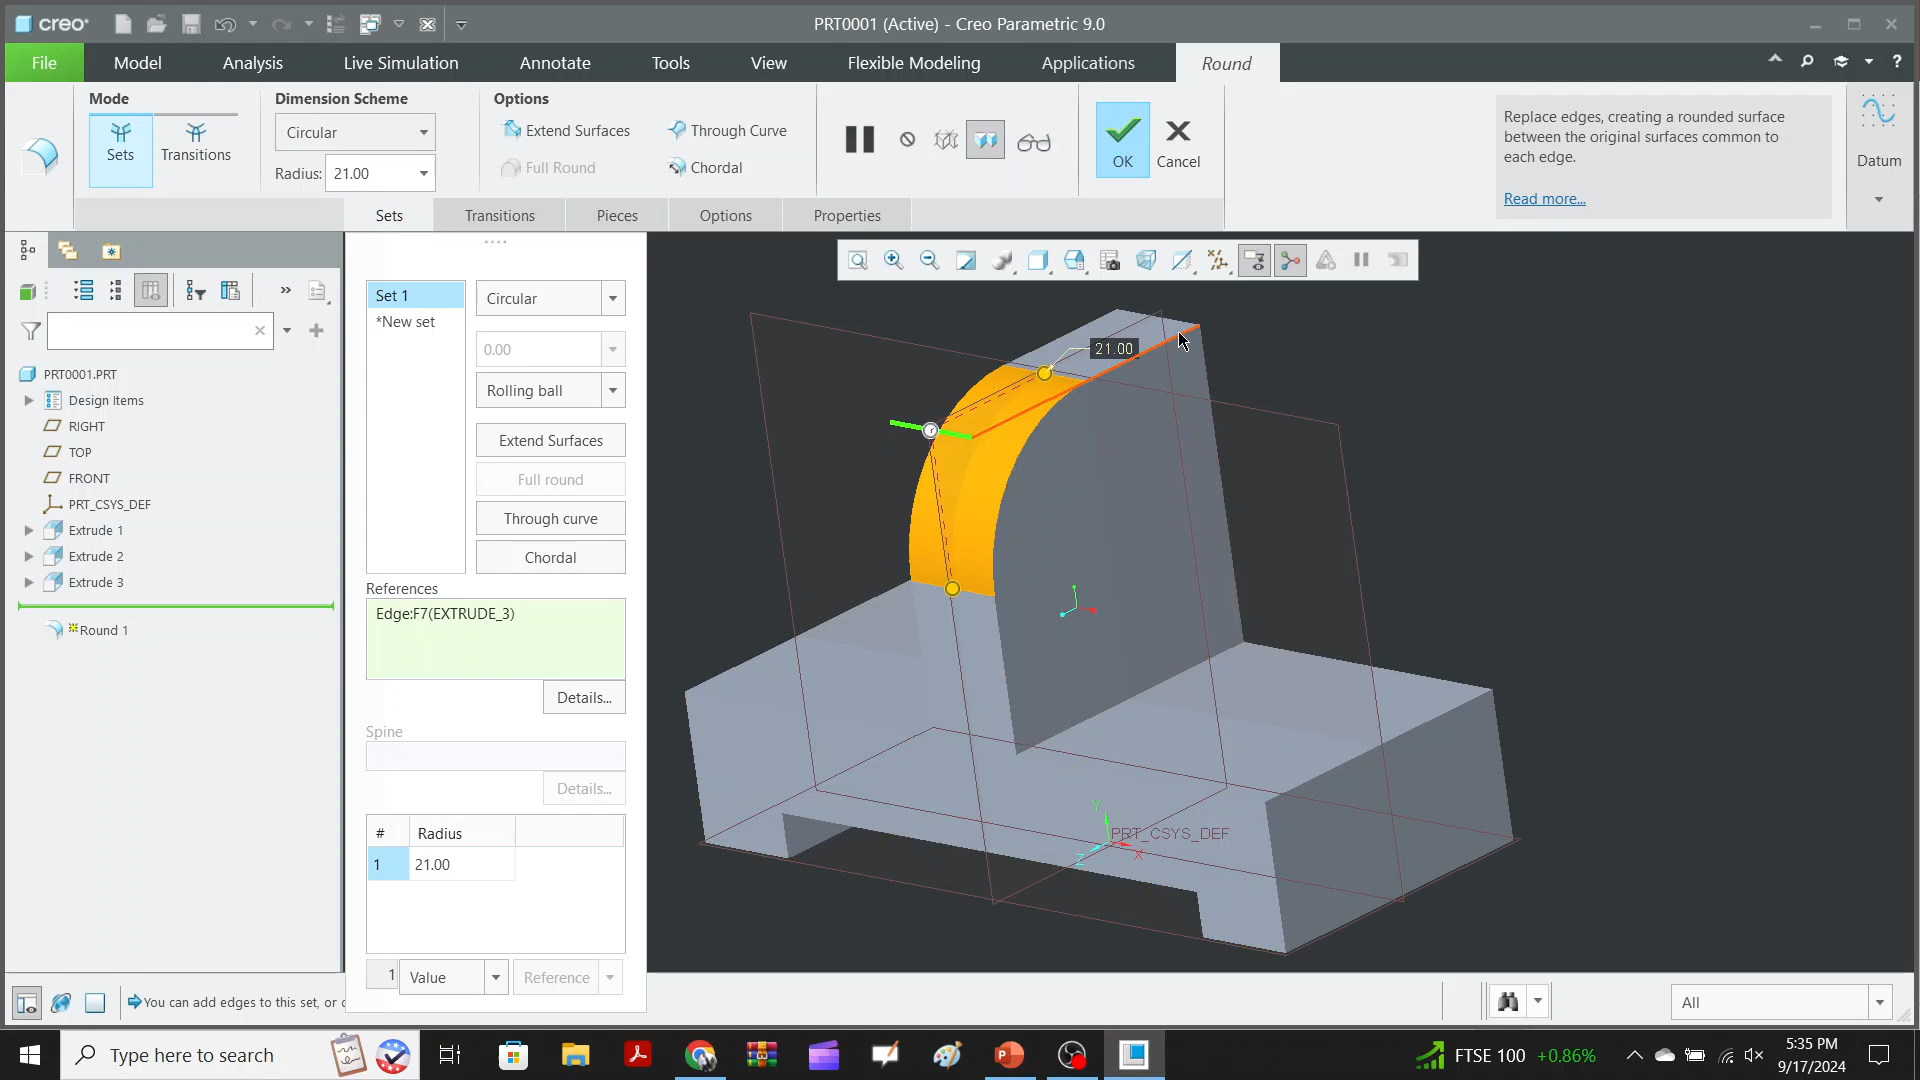 creo
PRT0001 (Active) - Creo Parametric 9.0
File
Model
Analysis
Live Simulation
Annotate
Tools
View
Flexible Modeling
Applications
Round
Mode
Sets
Transitions
Dimension Scheme
Circular
Radius:
21.00
Options
Extend Surfaces
Through Curve
Full Round
Chordal
OK
Cancel
Replace edges, creating a rounded surface
between the original surfaces common to
each edge.
Read more...
Datum
Sets
Transitions
Pieces
Options
Properties
PRT0001.PRT
Design Items
RIGHT
TOP
FRONT
PRT_CSYS_DEF
Extrude 1
Extrude 2
Extrude 3
Round 1
Set 1
*New set
Circular
0.00
Rolling ball
Extend Surfaces
Full round
Through curve
Chordal
References
Edge:F7(EXTRUDE_3)
Details...
Spine
Details...
# Radius
1 21.00
1
Value
Reference
21.00
Y
PRT_CSYS_DEF
Z
X
You can add edges to this set, or
All
Type here to search
FTSE 100 +0.86%
5:35 PM
9/17/2024